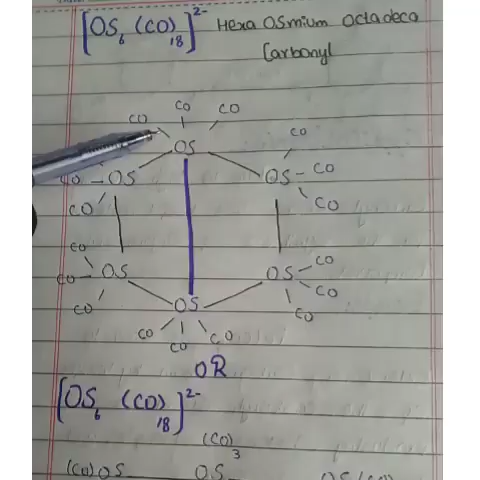 [OS6 (CO)18]2- Hexa Osmium Octadeca
Carbonyl
CO CO CO
CO
OS
CO - OS OS - CO
CO CO
CO
CO - OS OS - CO
CO OS CO
CO
CO CO CO
OR
[OS6 (CO)18]2-
(CO)3
(CO) OS OS OS (CO)